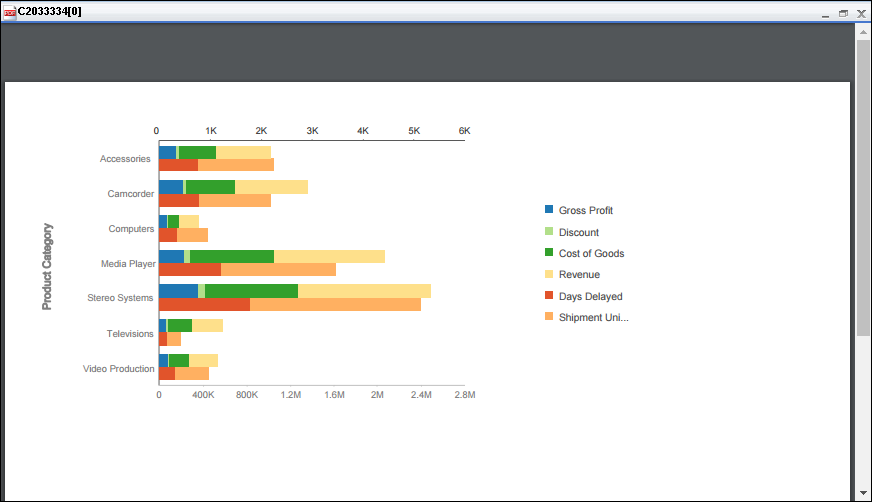 C2033334[0]
0 1K 2K 3K 4K 5K 6K
Accessories
Camcorder
Computers
Media Player
Stereo Systems
Televisions
Video Production
Product Category
0 400K 800K 1.2M 1.6M 2M 2.4M 2.8M
Gross Profit
Discount
Cost of Goods
Revenue
Days Delayed
Shipment Uni...